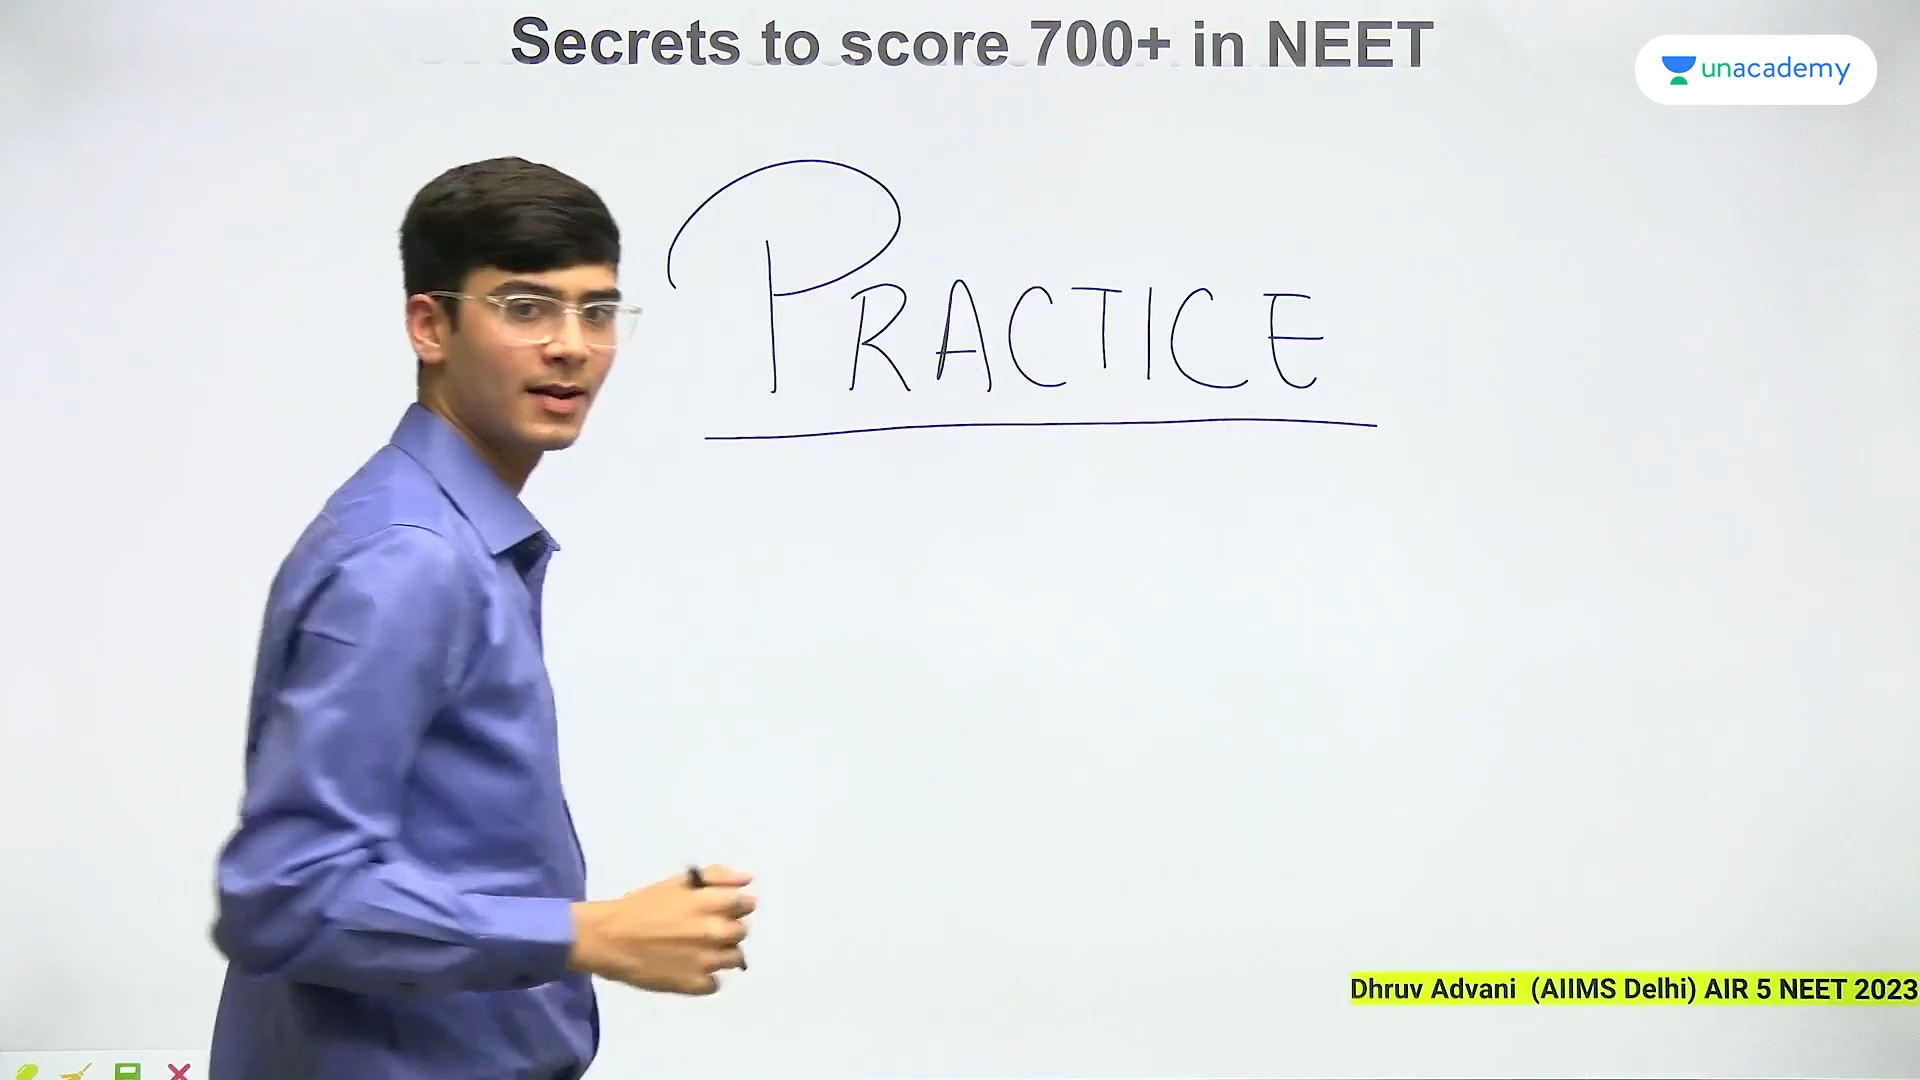 Secrets to score 700+ in NEET
unacademy
PRACTICE
Dhruv Advani (AIIMS Delhi) AIR 5 NEET 2023